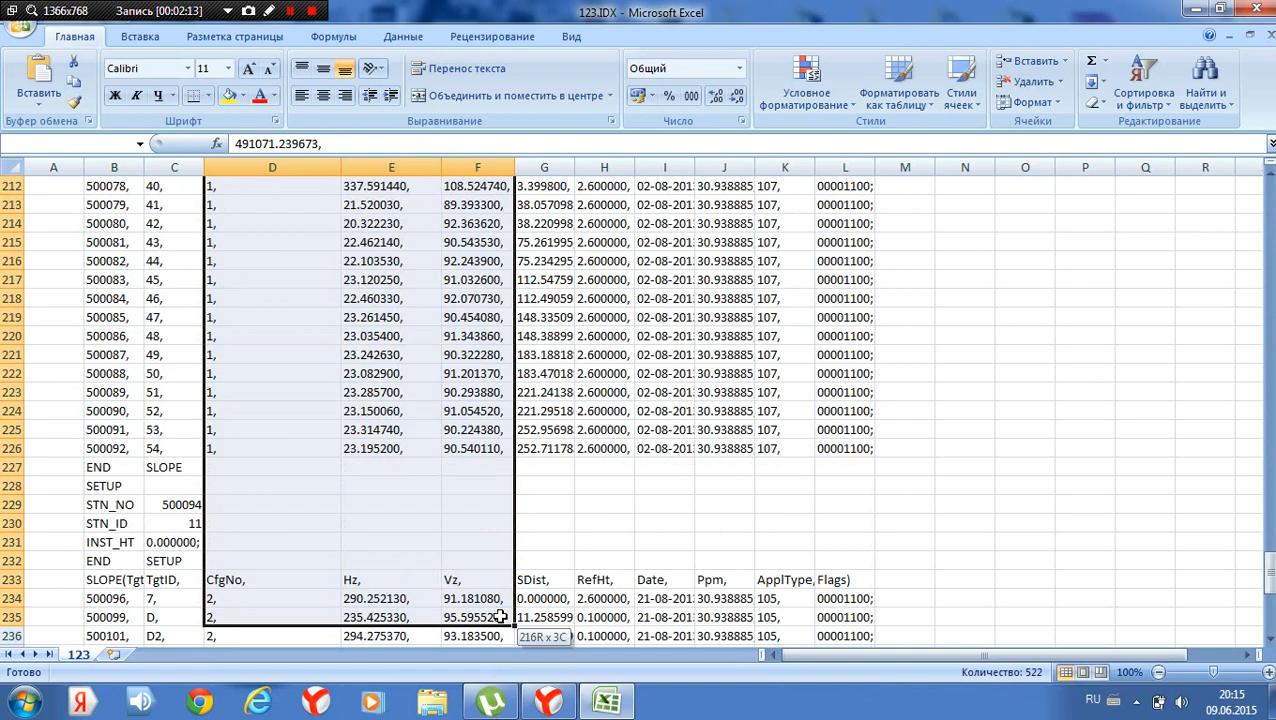 1366x768 Запись [00:02:13] 123.IDX - Microsoft Excel
Главная Вставка Разметка страницы Формулы Данные Рецензирование Вид
Calibri 11 Перенос текста Общий Вставить
Вставить Ж К Ч Объединить и поместить в центре % 000 Условное форматирование Форматировать как таблицу Стили ячеек Удалить Формат Сортировка и фильтр Найти и выделить
Буфер обмена Шрифт Выравнивание Число Стили Ячейки Редактирование
fx 491071.239673,
A B C D E F G H I J K L M N O P Q R
212 500078, 40, 1, 337.591440, 108.524740, 3.399800, 2.600000, 02-08-201 30.938885 107, 00001100;
213 500079, 41, 1, 21.520030, 89.393300, 38.057098 2.600000, 02-08-201 30.938885 107, 00001100;
214 500080, 42, 1, 20.322230, 92.363620, 38.220998 2.600000, 02-08-201 30.938885 107, 00001100;
215 500081, 43, 1, 22.462140, 90.543530, 75.261995 2.600000, 02-08-201 30.938885 107, 00001100;
216 500082, 44, 1, 22.103530, 92.243900, 75.234295 2.600000, 02-08-201 30.938885 107, 00001100;
217 500083, 45, 1, 23.120250, 91.032600, 112.54759 2.600000, 02-08-201 30.938885 107, 00001100;
218 500084, 46, 1, 22.460330, 92.070730, 112.49059 2.600000, 02-08-201 30.938885 107, 00001100;
219 500085, 47, 1, 23.261450, 90.454080, 148.33509 2.600000, 02-08-201 30.938885 107, 00001100;
220 500086, 48, 1, 23.035400, 91.343860, 148.38899 2.600000, 02-08-201 30.938885 107, 00001100;
221 500087, 49, 1, 23.242630, 90.322280, 183.18818 2.600000, 02-08-201 30.938885 107, 00001100;
222 500088, 50, 1, 23.082900, 91.201370, 183.47018 2.600000, 02-08-201 30.938885 107, 00001100;
223 500089, 51, 1, 23.285700, 90.293880, 221.24138 2.600000, 02-08-201 30.938885 107, 00001100;
224 500090, 52, 1, 23.150060, 91.054520, 221.29518 2.600000, 02-08-201 30.938885 107, 00001100;
225 500091, 53, 1, 23.314740, 90.224380, 252.95698 2.600000, 02-08-201 30.938885 107, 00001100;
226 500092, 54, 1, 23.195200, 90.540110, 252.71178 2.600000, 02-08-201 30.938885 107, 00001100;
227 END SLOPE
228 SETUP
229 STN_NO 500094
230 STN_ID 11
231 INST_HT 0.000000;
232 END SETUP
233 SLOPE(Tgt TgtID, CfgNo, Hz, Vz, SDist, RefHt, Date, Ppm, ApplType, Flags)
234 500096, 7, 2, 290.252130, 91.181080, 0.000000, 2.600000, 21-08-201 30.938885 105, 00001100;
235 500099, D, 2, 235.425330, 95.595520 11.258599 0.100000, 21-08-201 30.938885 105, 00001100;
236 500101, D2, 2, 294.275370, 93.183500, 216R x 3C 0.100000, 21-08-201 30.938885 105, 00001100;
123
Готово Количество: 522 100%
RU 20:15
09.06.2015